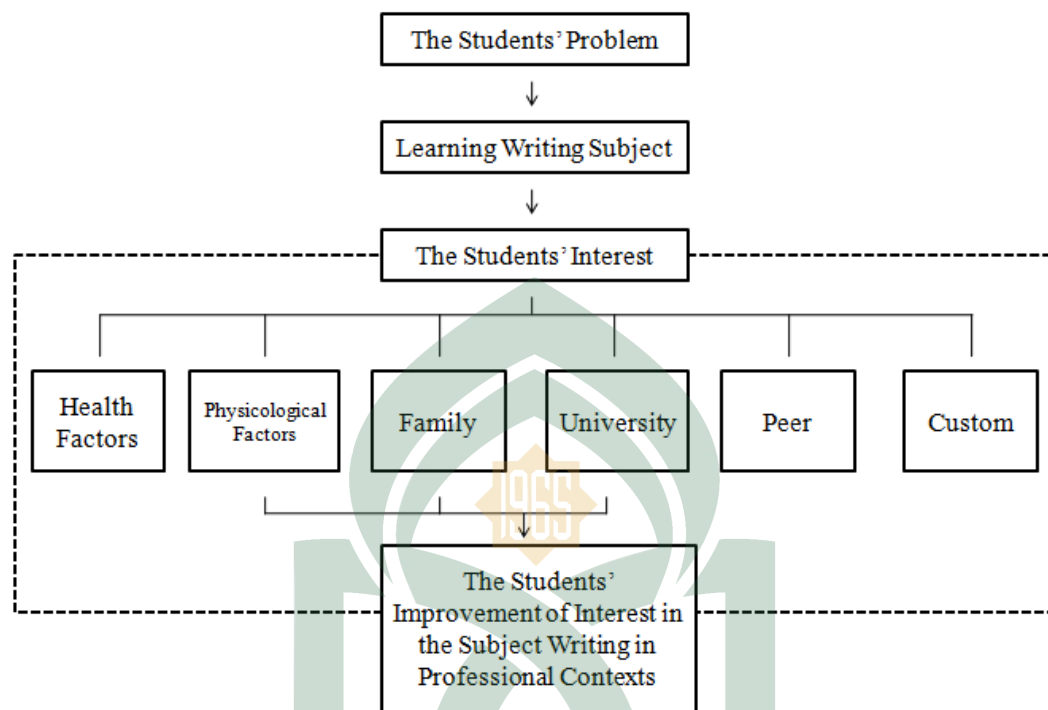 The Students’ Problem
Learning Writing Subject
The Students’ Interest
Health
Factors
Physicological
Factors
Family
University
Peer
Custom
1965
The Students’
Improvement of Interest in
the Subject Writing in
Professional Contexts